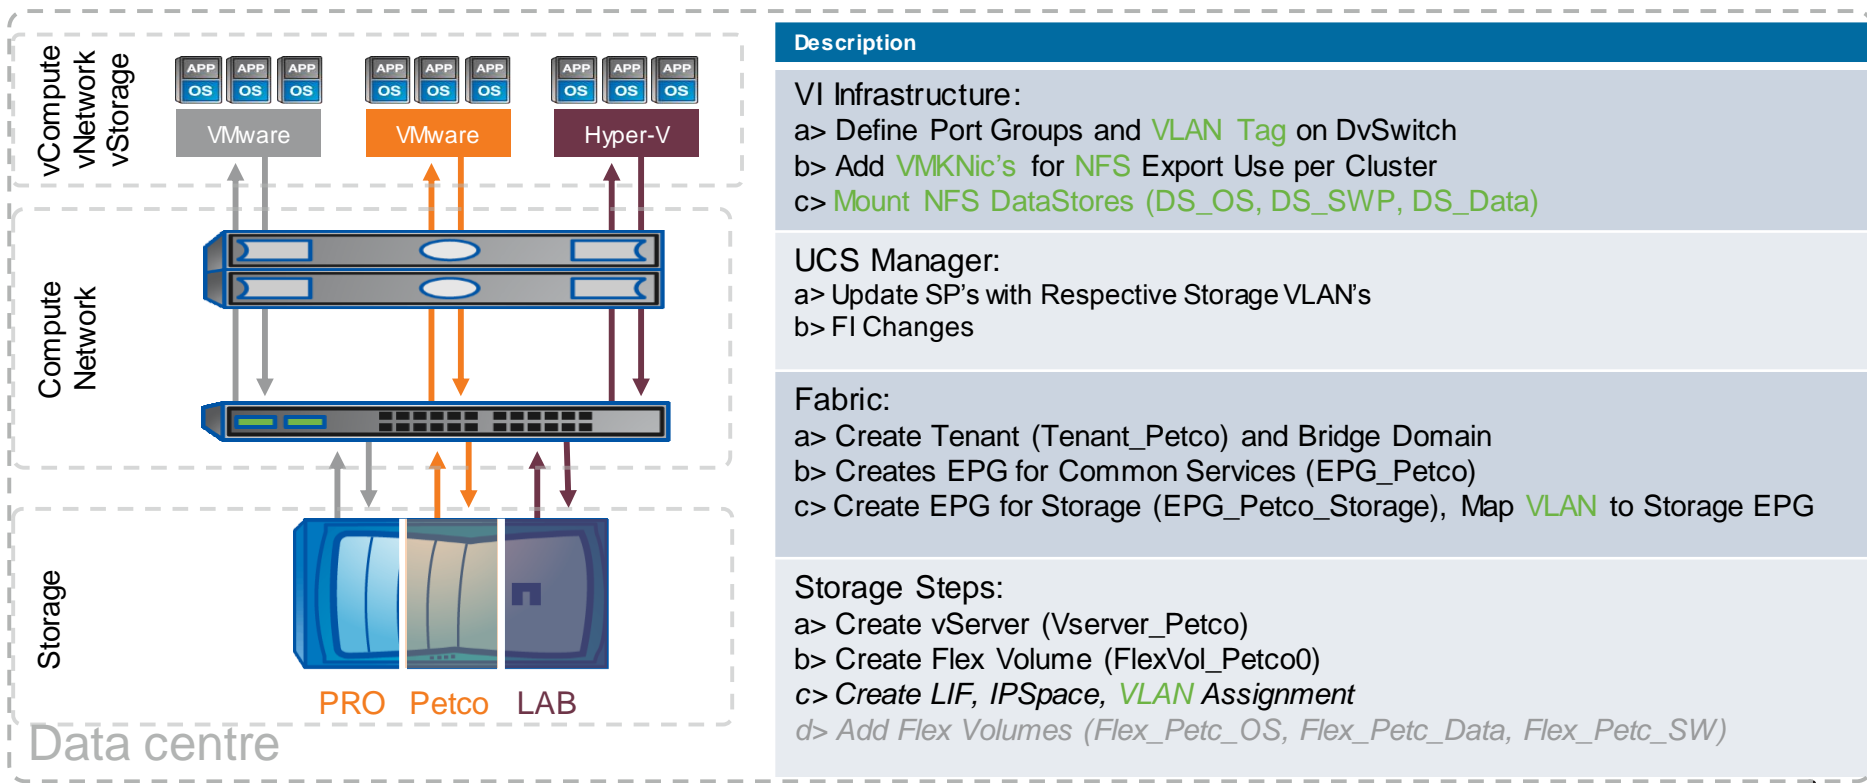 vCompute
vNetwork
vStorage
APP APP APP APP APP APP APP APP APP
OS OS OS OS OS OS OS OS OS
VMware VMware Hyper-V
Compute
Network
Storage
PRO Petco LAB
Data centre
Description
VI Infrastructure:
a> Define Port Groups and VLAN Tag on DvSwitch
b> Add VMKNic’s for NFS Export Use per Cluster
c> Mount NFS DataStores (DS_OS, DS_SWP, DS_Data)
UCS Manager:
a> Update SP’s with Respective Storage VLAN’s
b> FI Changes
Fabric:
a> Create Tenant (Tenant_Petco) and Bridge Domain
b> Creates EPG for Common Services (EPG_Petco)
c> Create EPG for Storage (EPG_Petco_Storage), Map VLAN to Storage EPG
Storage Steps:
a> Create vServer (Vserver_Petco)
b> Create Flex Volume (FlexVol_Petco0)
c> Create LIF, IPSpace, VLAN Assignment
d> Add Flex Volumes (Flex_Petc_OS, Flex_Petc_Data, Flex_Petc_SW)